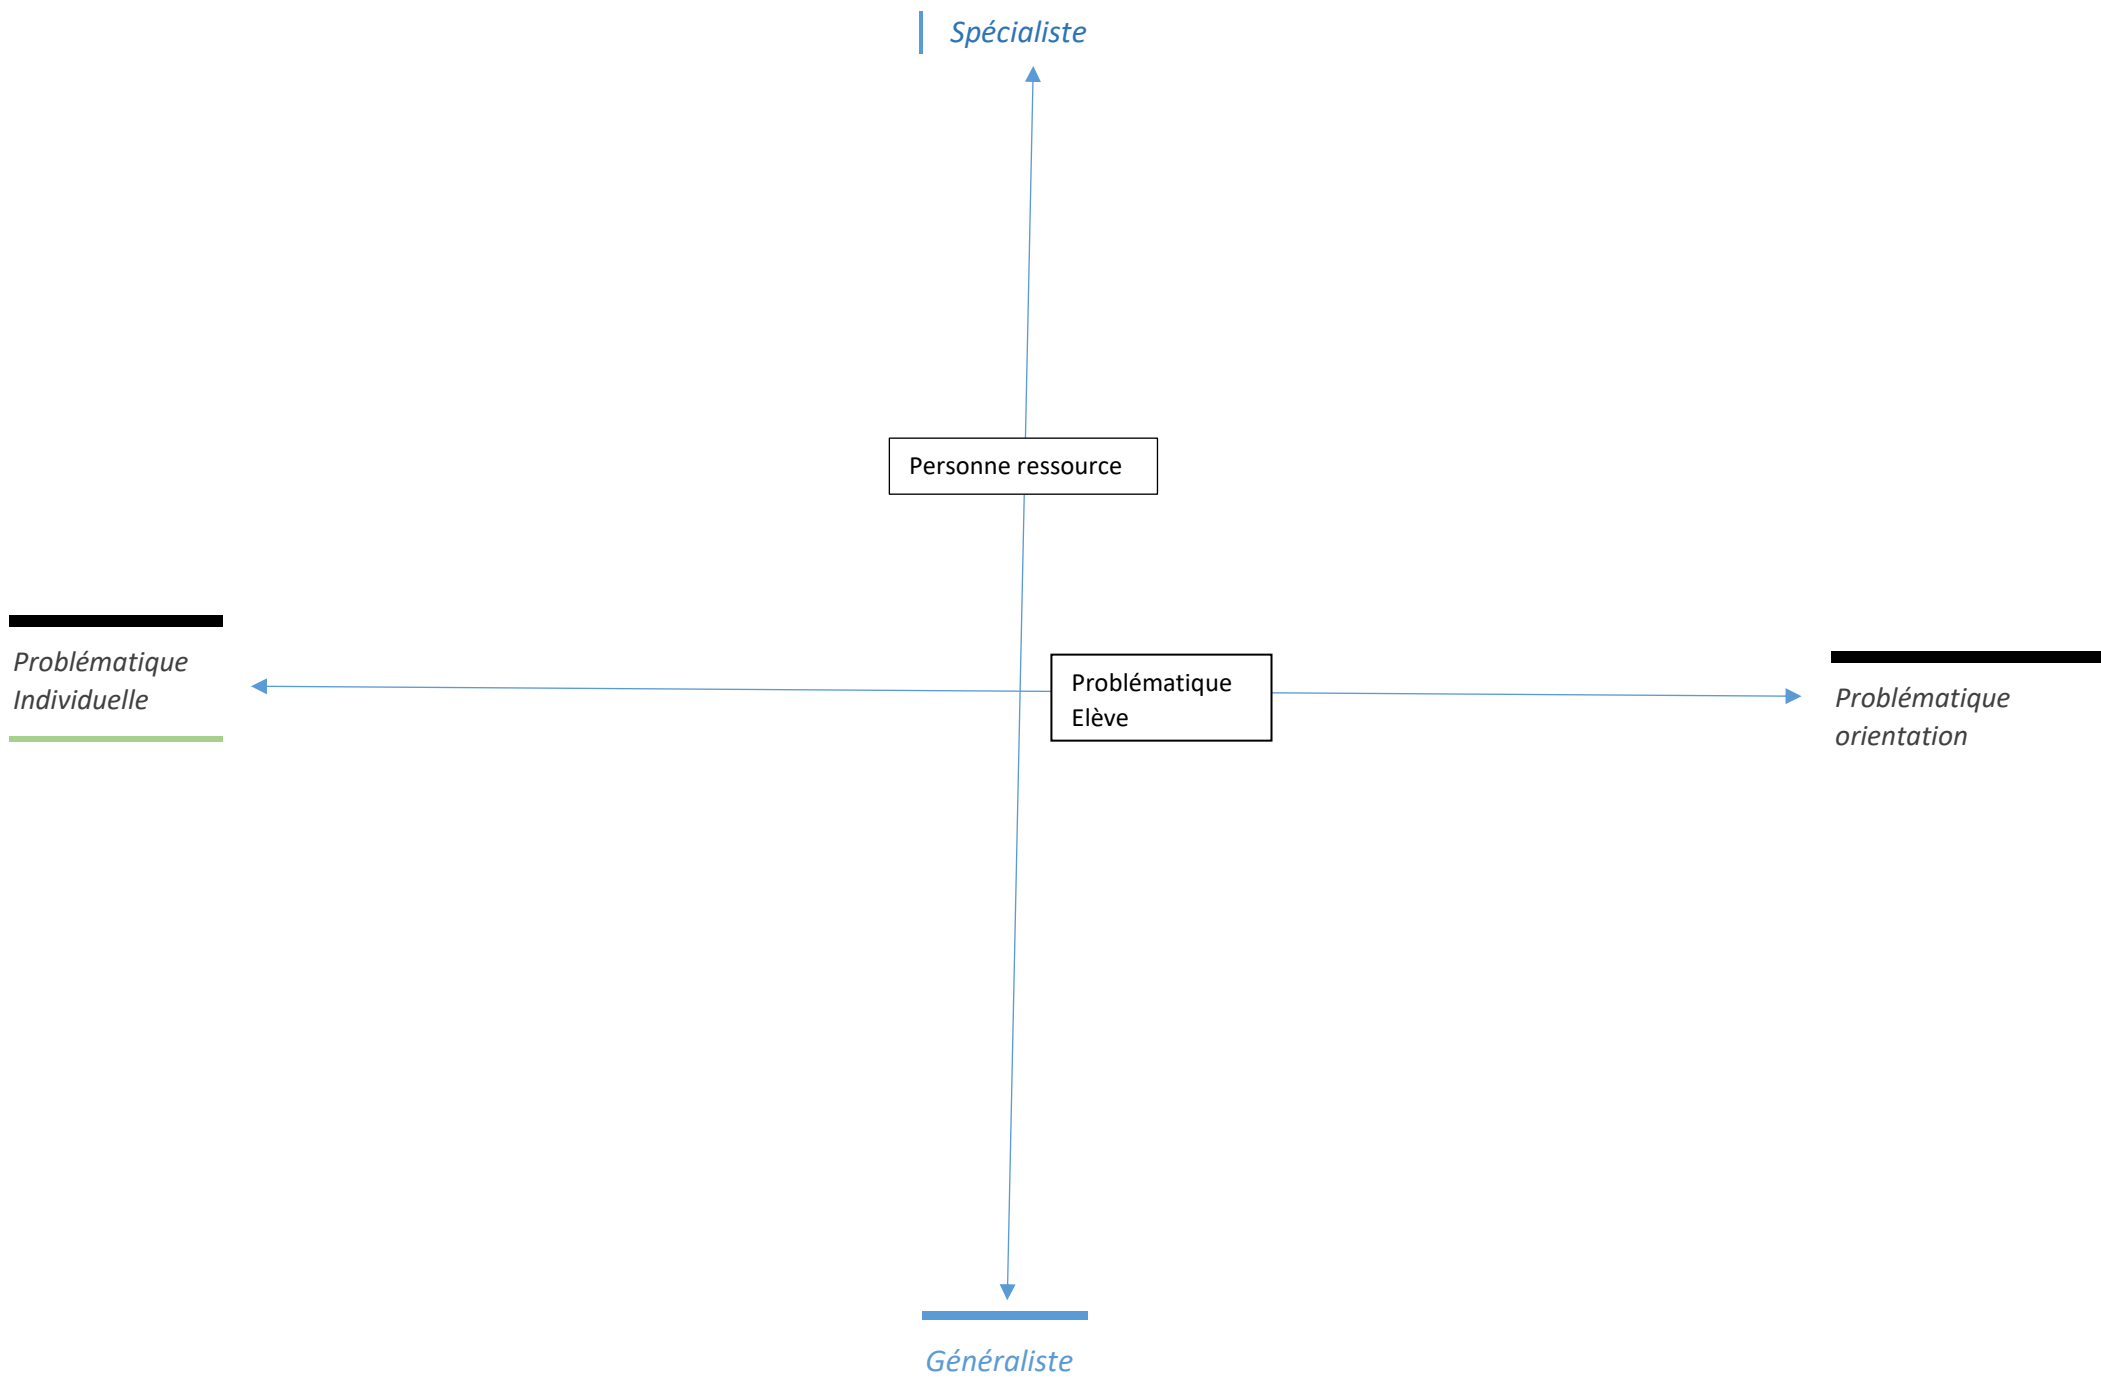 Spécialiste
Personne ressource
Problématique
Individuelle
Problématique
Elève
Problématique
orientation
Généraliste